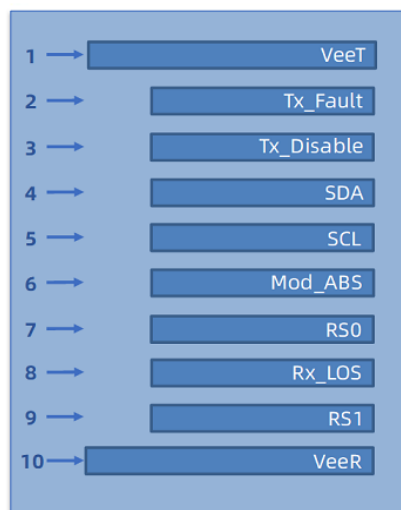 1 VeeT
2 Tx_Fault
3 Tx_Disable
4 SDA
5 SCL
6 Mod_ABS
7 RS0
8 Rx_LOS
9 RS1
10 VeeR